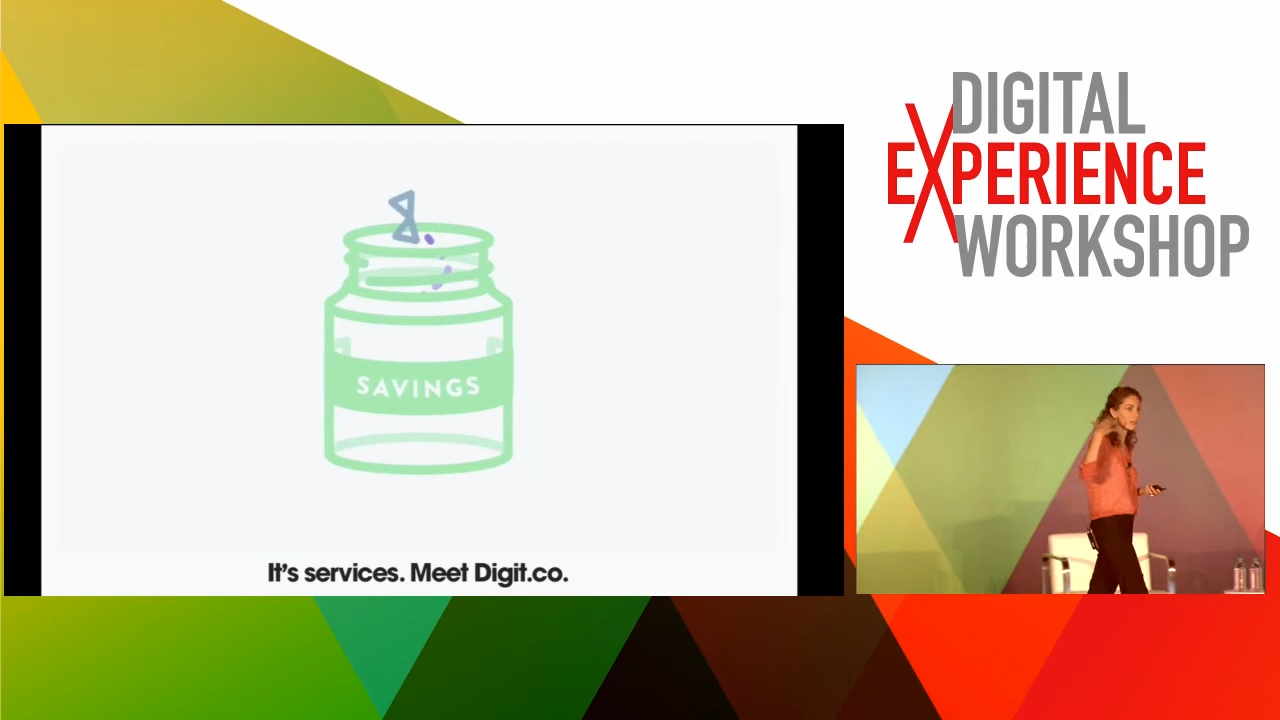 DIGITAL
EXPERIENCE
WORKSHOP
SAVINGS
It's services. Meet Digit.co.